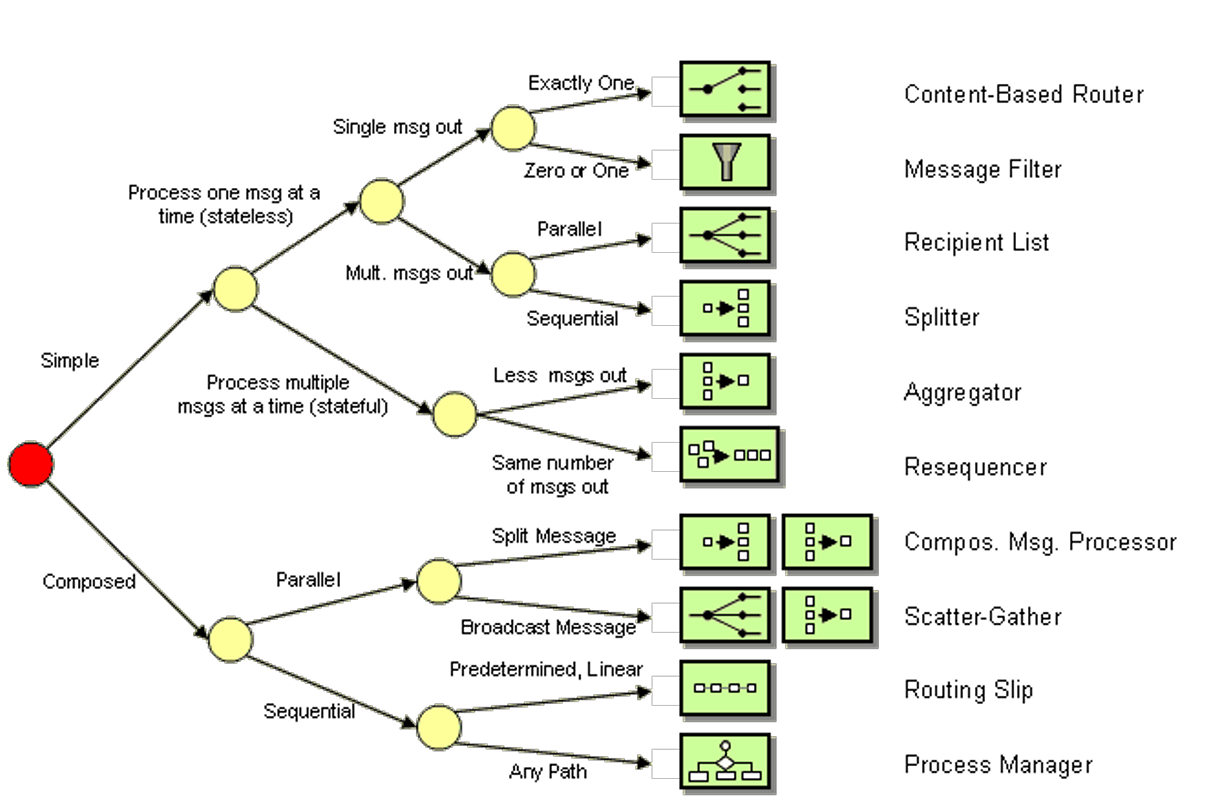 Exactly One
Content-Based Router
Single msg out
Zero or One
Message Filter
Process one msg at a
time (stateless)
Parallel
Recipient List
Mult. msgs out
Sequential
Splitter
Simple
Process multiple
msgs at a time (stateful)
Less msgs out
Aggregator
Same number
of msgs out
Resequencer
Split Message
Compos. Msg. Processor
Composed
Parallel
Broadcast Message
Scatter-Gather
Predetermined, Linear
Routing Slip
Sequential
Any Path
Process Manager